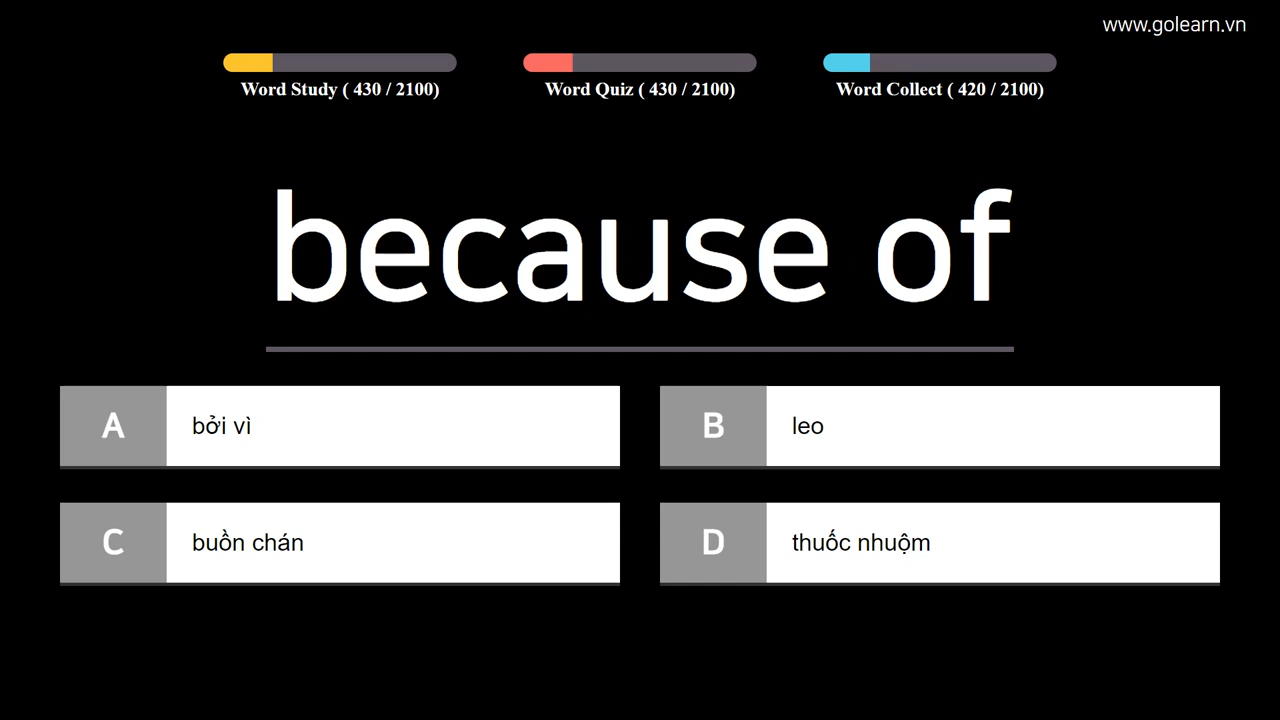 www.golearn.vn
Word Study ( 430 / 2100)
Word Quiz ( 430 / 2100)
Word Collect ( 420 / 2100)
because of
A bởi vì
B leo
C buồn chán
D thuốc nhuộm